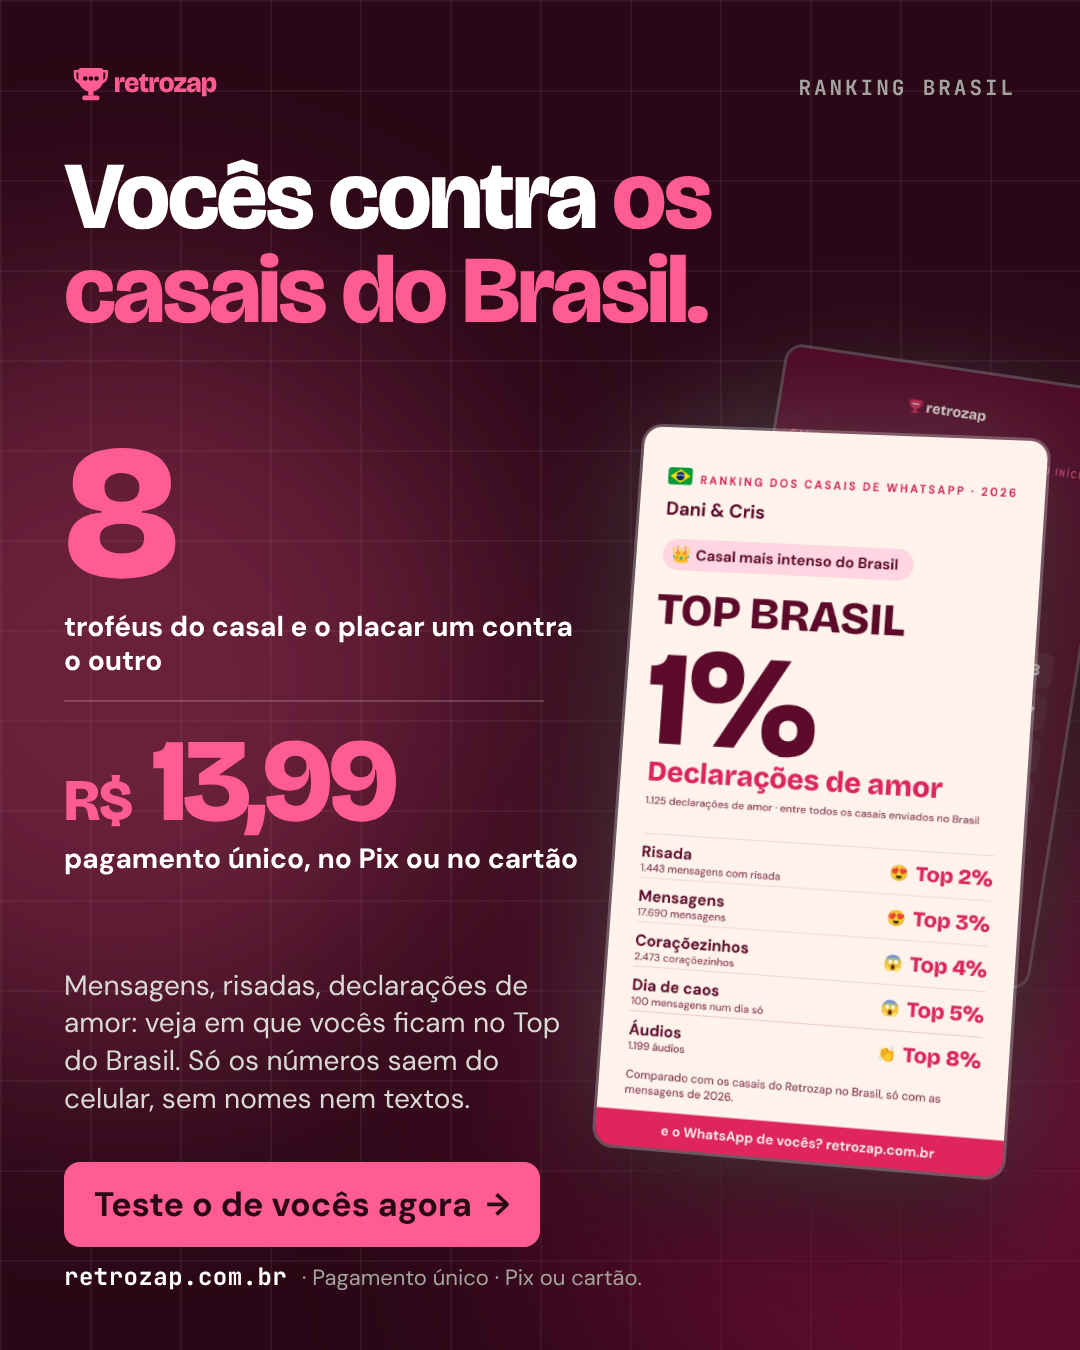 retrozap
RANKING BRASIL
Vocês contra os
casais do Brasil.
8
troféus do casal e o placar um contra
o outro
R$ 13,99
pagamento único, no Pix ou no cartão
Mensagens, risadas, declarações de
amor: veja em que vocês ficam no Top
do Brasil. Só os números saem do
celular, sem nomes nem textos.
Teste o de vocês agora →
retrozap.com.br · Pagamento único · Pix ou cartão.
retrozap
RANKING DOS CASAIS DE WHATSAPP · 2026
Dani & Cris
👑 Casal mais intenso do Brasil
TOP BRASIL
1%
Declarações de amor
1.125 declarações de amor · entre todos os casais enviados no Brasil
Risada
1.443 mensagens com risada
😍 Top 2%
Mensagens
17.690 mensagens
😍 Top 3%
Coraçõezinhos
2.473 coraçõezinhos
😱 Top 4%
Dia de caos
100 mensagens num dia só
😱 Top 5%
Áudios
1.199 áudios
👏 Top 8%
Comparado com os casais do Retrozap no Brasil, só com as
mensagens de 2026.
e o WhatsApp de vocês? retrozap.com.br